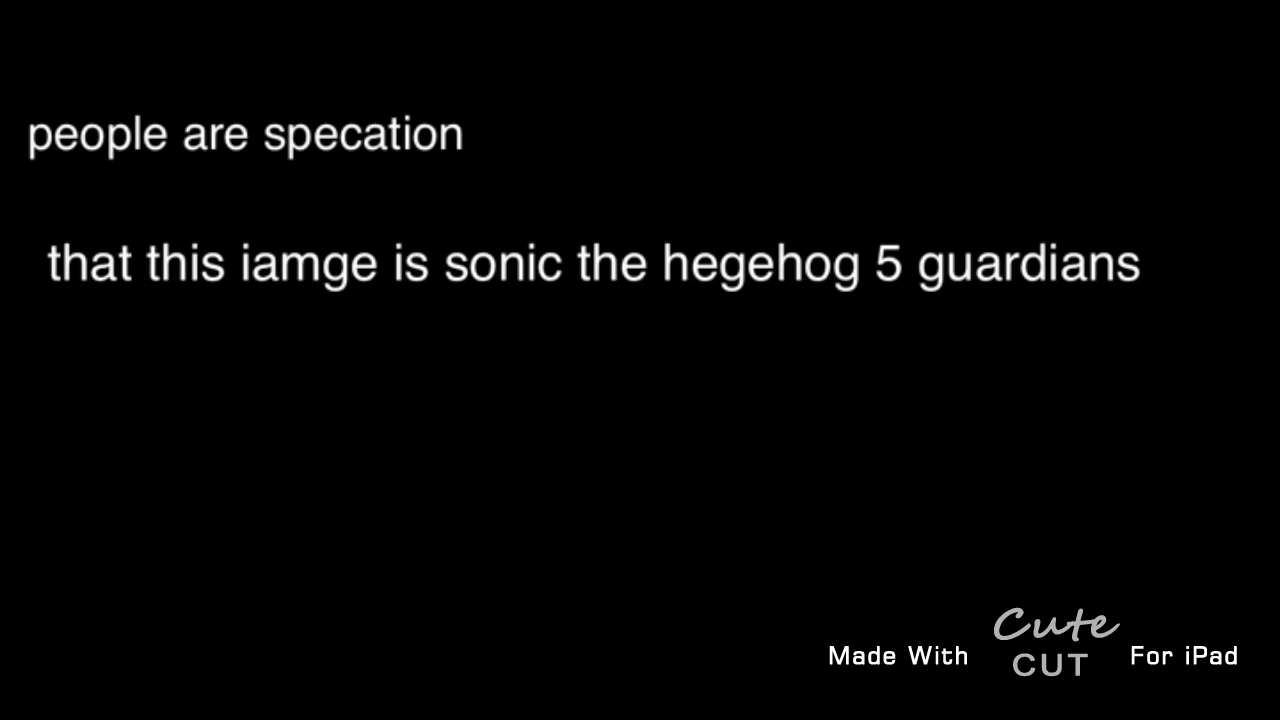 people are specation
that this iamge is sonic the hegehog 5 guardians
Made With Cute CUT For iPad